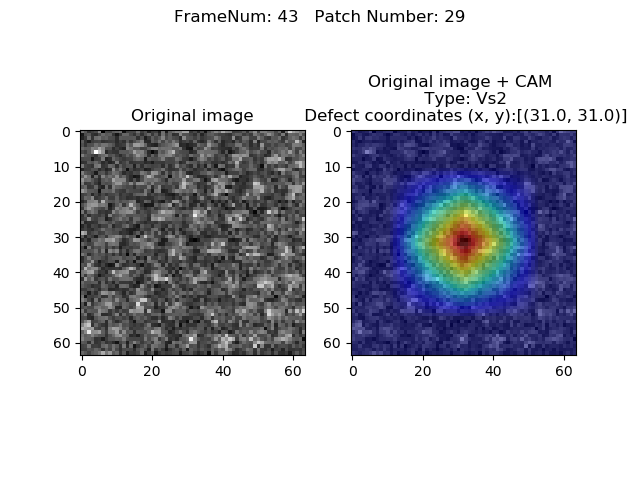 FrameNum: 43   Patch Number: 29
Original image
Original image + CAM
Type: Vs2
Defect coordinates (x, y):[(31.0, 31.0)]
0
10
20
30
40
50
60
0 20 40 60
0
10
20
30
40
50
60
0 20 40 60